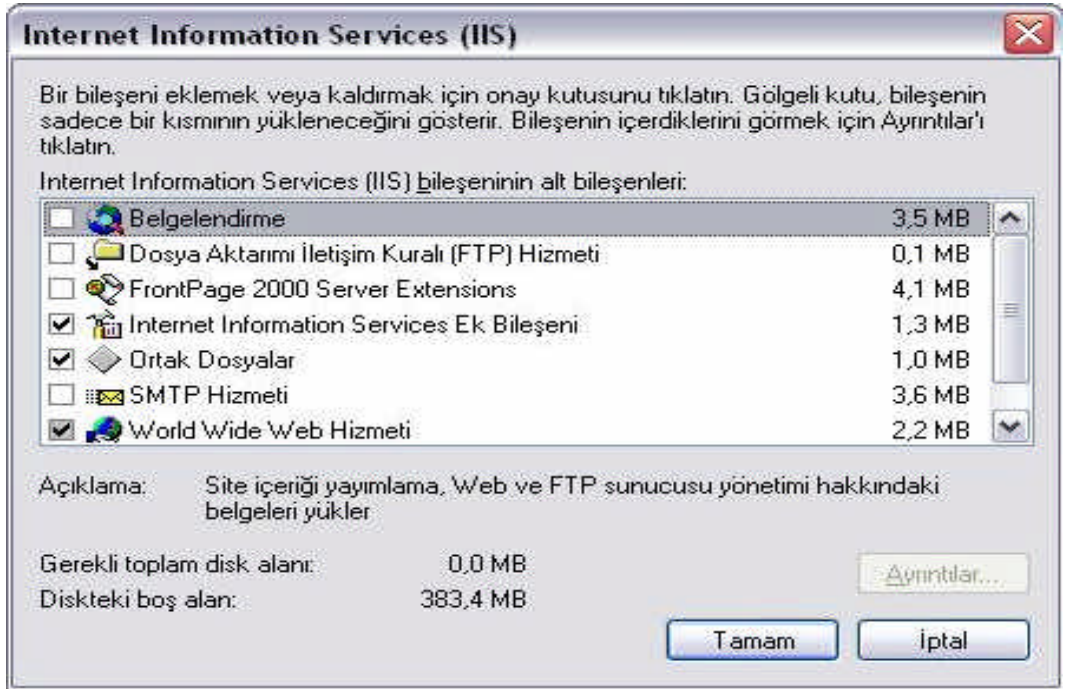 Internet Information Services (IIS)
Bir bileşeni eklemek veya kaldırmak için onay kutusunu tıklatın. Gölgeli kutu, bileşenin
sadece bir kısmının yükleneceğini gösterir. Bileşenin içerdiklerini görmek için Ayrıntılar'ı
tıklatın.
Internet Information Services (IIS) bileşeninin alt bileşenleri:
Belgelendirme 3,5 MB
Dosya Aktarımı İletişim Kuralı (FTP) Hizmeti 0,1 MB
FrontPage 2000 Server Extensions 4,1 MB
Internet Information Services Ek Bileşeni 1,3 MB
Ortak Dosyalar 1,0 MB
SMTP Hizmeti 3,6 MB
World Wide Web Hizmeti 2,2 MB
Açıklama: Site içeriği yayımlama, Web ve FTP sunucusu yönetimi hakkındaki
belgeleri yükler
Gerekli toplam disk alanı: 0,0 MB
Diskteki boş alan: 383,4 MB
Ayrıntılar...
Tamam İptal